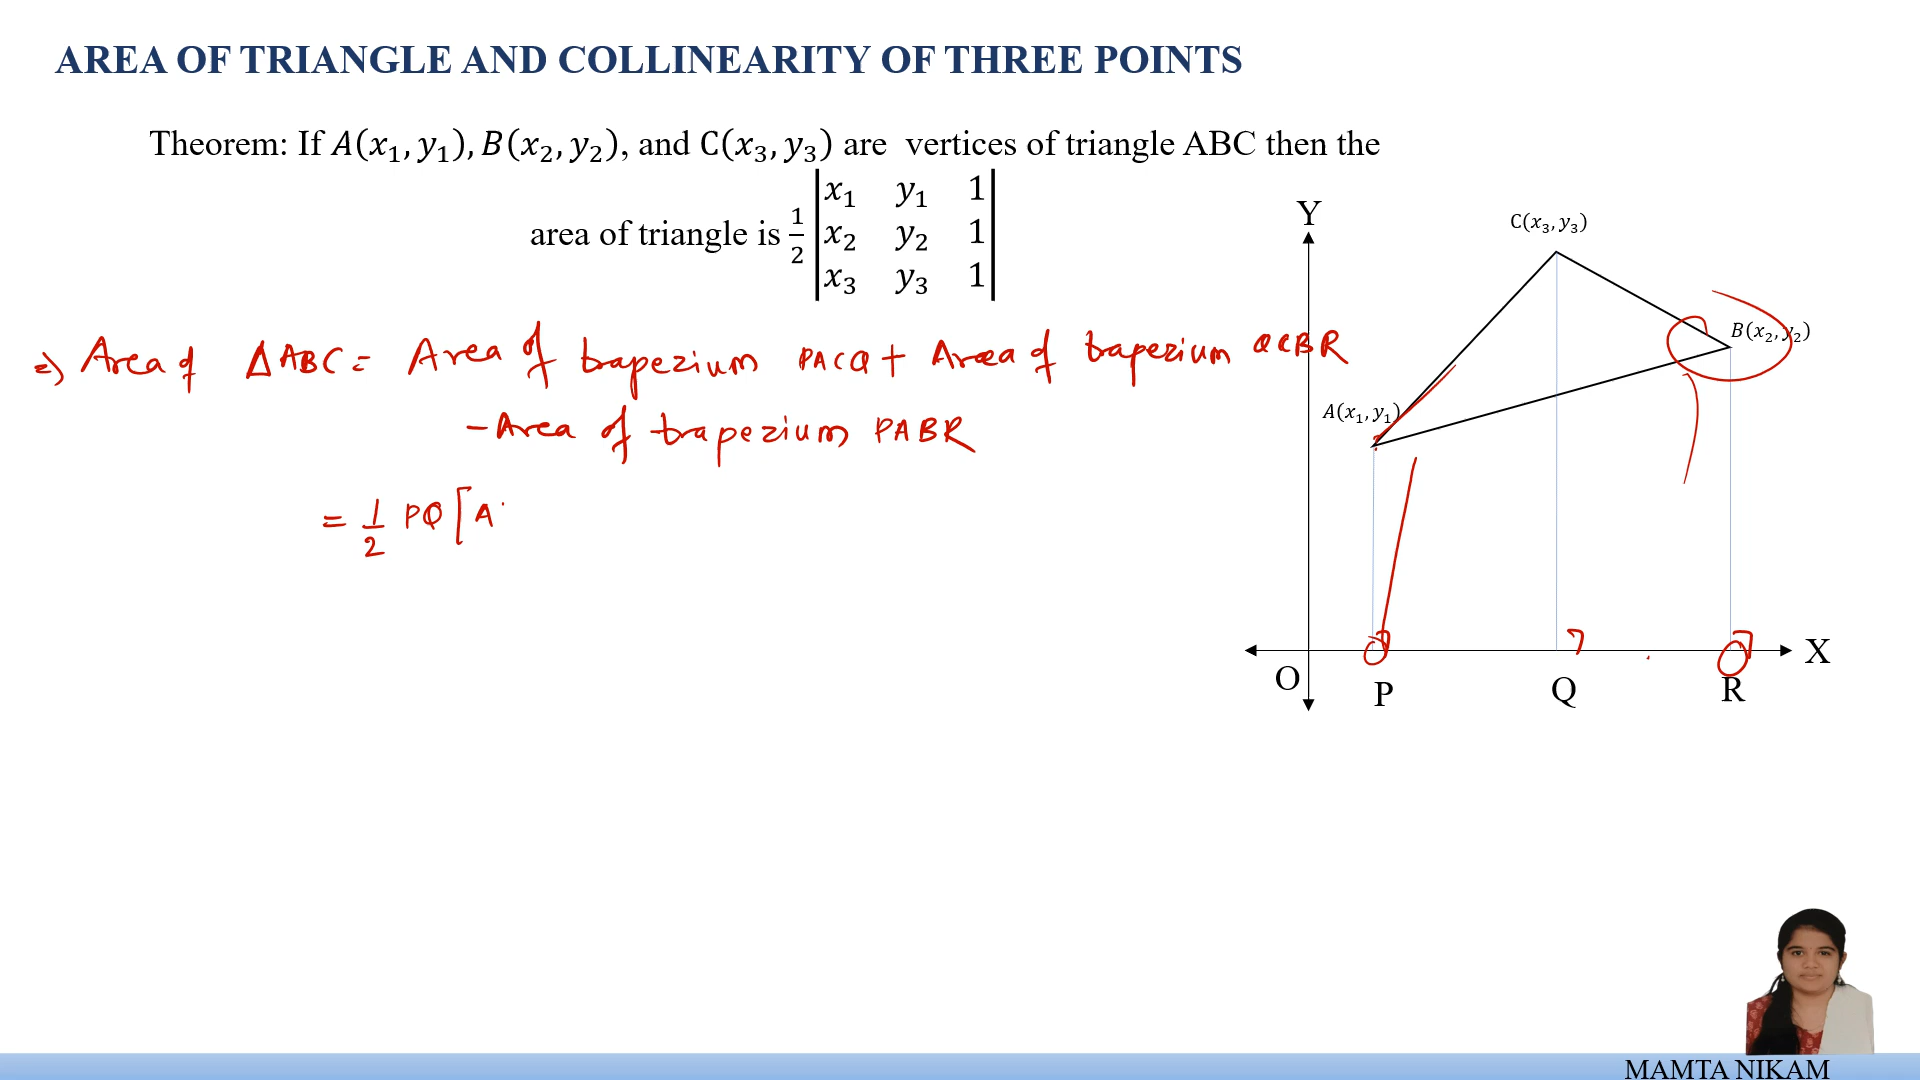 AREA OF TRIANGLE AND COLLINEARITY OF THREE POINTS
Theorem: If A(x₁, y₁), B(x₂, y₂), and C(x₃, y₃) are vertices of triangle ABC then the
area of triangle is 1/2 |x₁ y₁ 1
x₂ y₂ 1
x₃ y₃ 1|
⇒ Area of ΔABC = Area of trapezium PACQ + Area of trapezium QCBR
- Area of trapezium PABR
= 1/2 PQ [A
Y
C(x₃, y₃)
B(x₂, y₂)
A(x₁, y₁)
X
O
P
Q
R
MAMTA NIKAM